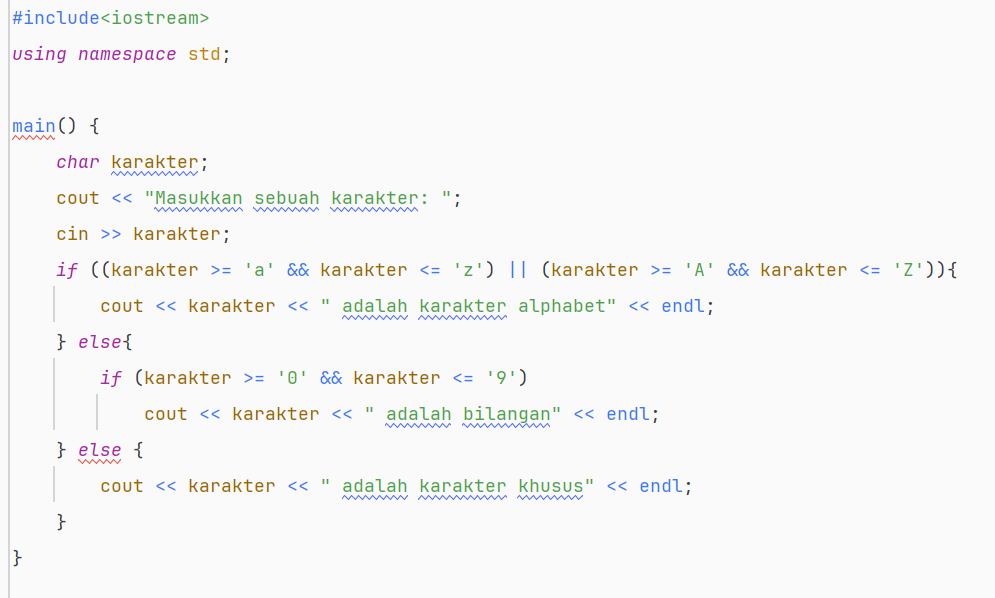 #include<iostream>
using namespace std;
main() {
    char karakter;
    cout << "Masukkan sebuah karakter: ";
    cin >> karakter;
    if ((karakter >= 'a' && karakter <= 'z') || (karakter >= 'A' && karakter <= 'Z')){
        cout << karakter << " adalah karakter alphabet" << endl;
    } else{
        if (karakter >= '0' && karakter <= '9')
            cout << karakter << " adalah bilangan" << endl;
    } else {
        cout << karakter << " adalah karakter khusus" << endl;
    }
}